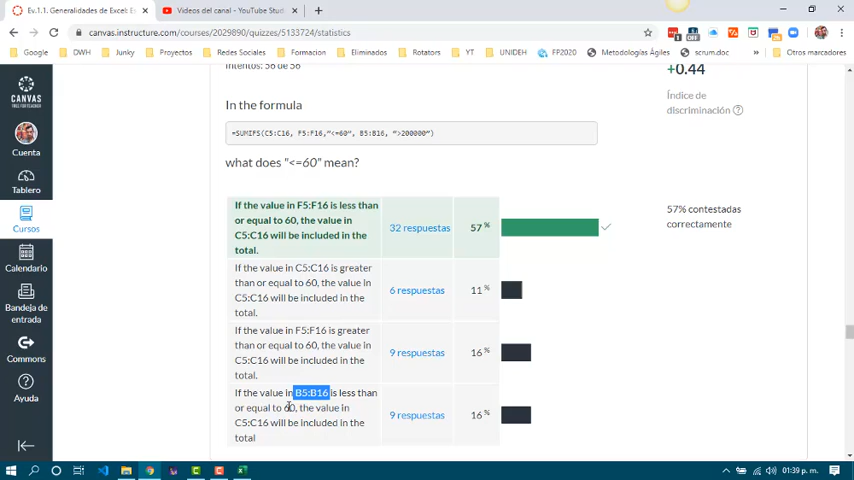 Ev.1.1. Generalidades de Excel: Es
Videos del canal - YouTube Studi
canvas.instructure.com/courses/2029890/quizzes/5133724/statistics
Google DWH Junky Proyectos Redes Sociales Formacion Eliminados Rotators YT UNIDEH FP2020 Metodologías Ágiles scrum.doc Otros marcadores
Intentos: 56 de 56
+0.44
Índice de
discriminación
In the formula
=SUMIFS(C5:C16, F5:F16,"<=60", B5:B16, ">200000")
what does "<=60" mean?
If the value in F5:F16 is less than
or equal to 60, the value in
C5:C16 will be included in the
total.
32 respuestas
57 %
57% contestadas
correctamente
If the value in C5:C16 is greater
than or equal to 60, the value in
C5:C16 will be included in the
total.
6 respuestas
11 %
If the value in F5:F16 is greater
than or equal to 60, the value in
C5:C16 will be included in the
total.
9 respuestas
16 %
If the value in B5:B16 is less than
or equal to 60, the value in
C5:C16 will be included in the
total
9 respuestas
16 %
CANVAS
Cuenta
Tablero
Cursos
Calendario
Bandeja de
entrada
Commons
Ayuda
01:39 p. m.